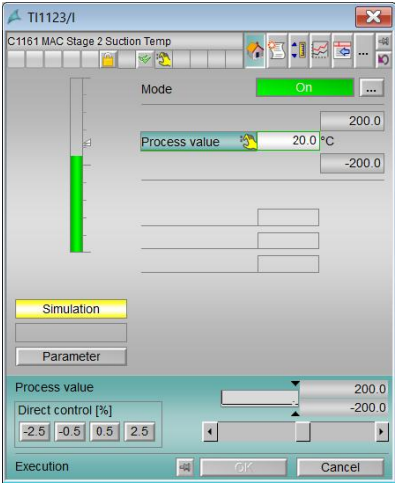 TI1123/I
C1161 MAC Stage 2 Suction Temp
...
Mode On ...
200.0
Process value 20.0 °C
-200.0
Simulation
Parameter
Process value 200.0
-200.0
Direct control [%]
-2.5 -0.5 0.5 2.5
Execution OK Cancel